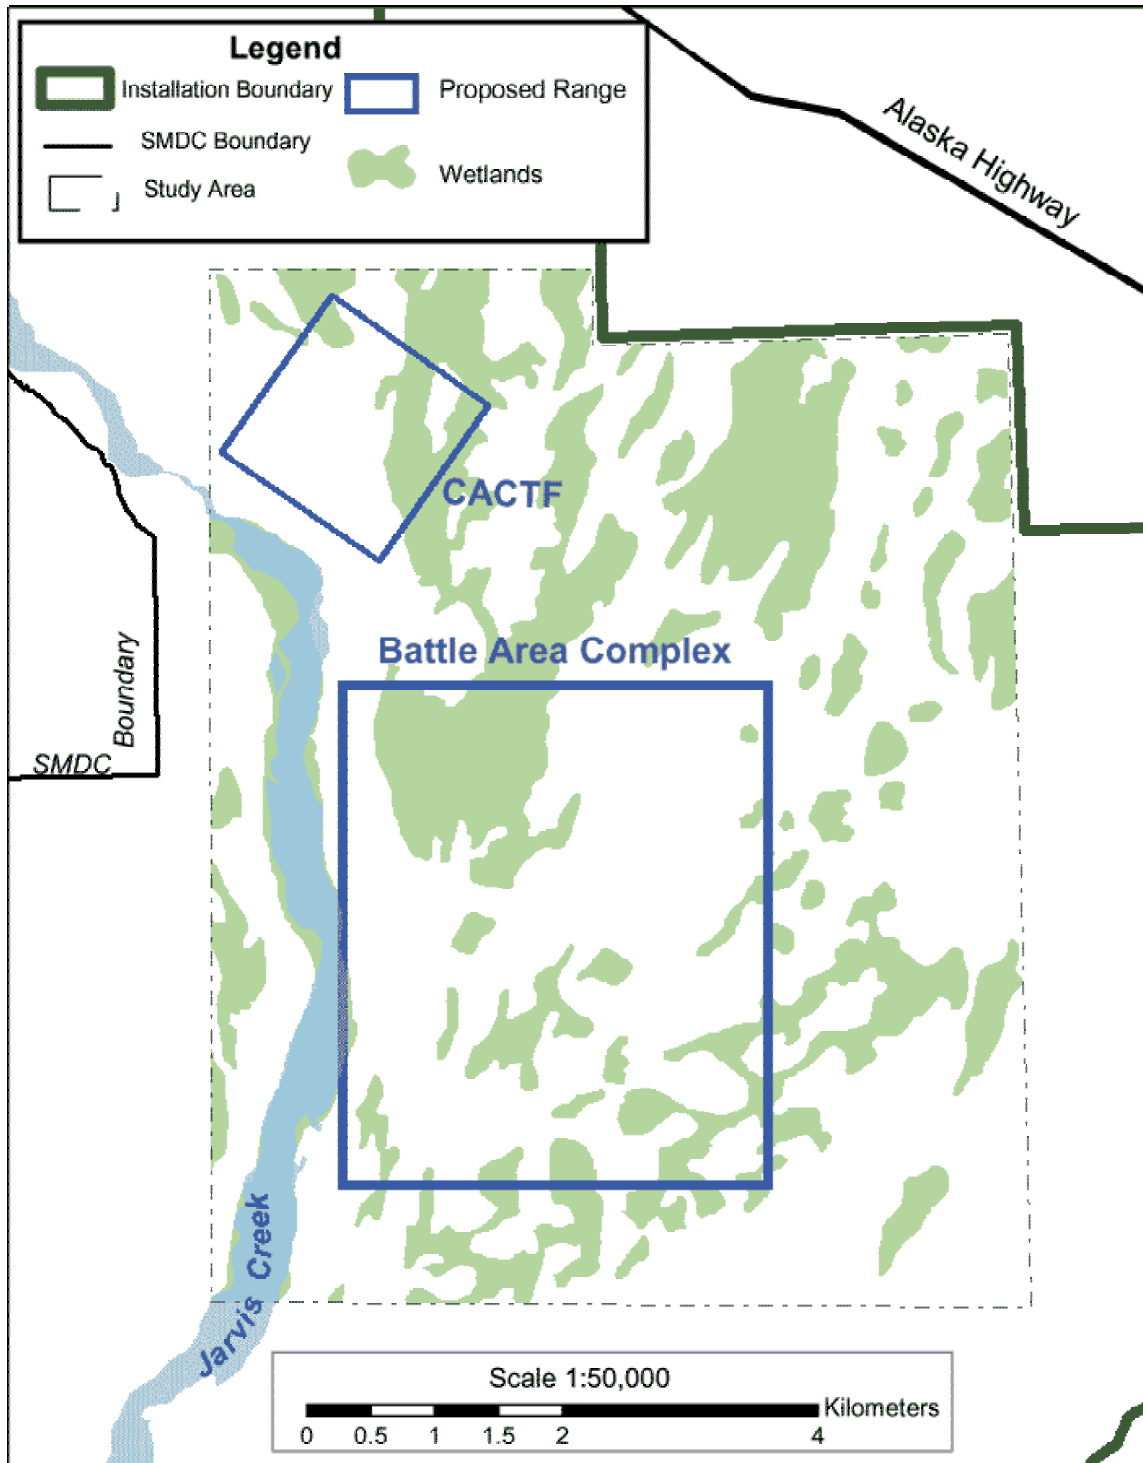 Legend
Installation Boundary
Proposed Range
SMDC Boundary
Study Area
Wetlands
Alaska Highway
CACTF
Battle Area Complex
SMDC
Boundary
Jarvis Creek
Scale 1:50,000
Kilometers
0 0.5 1 1.5 2 4